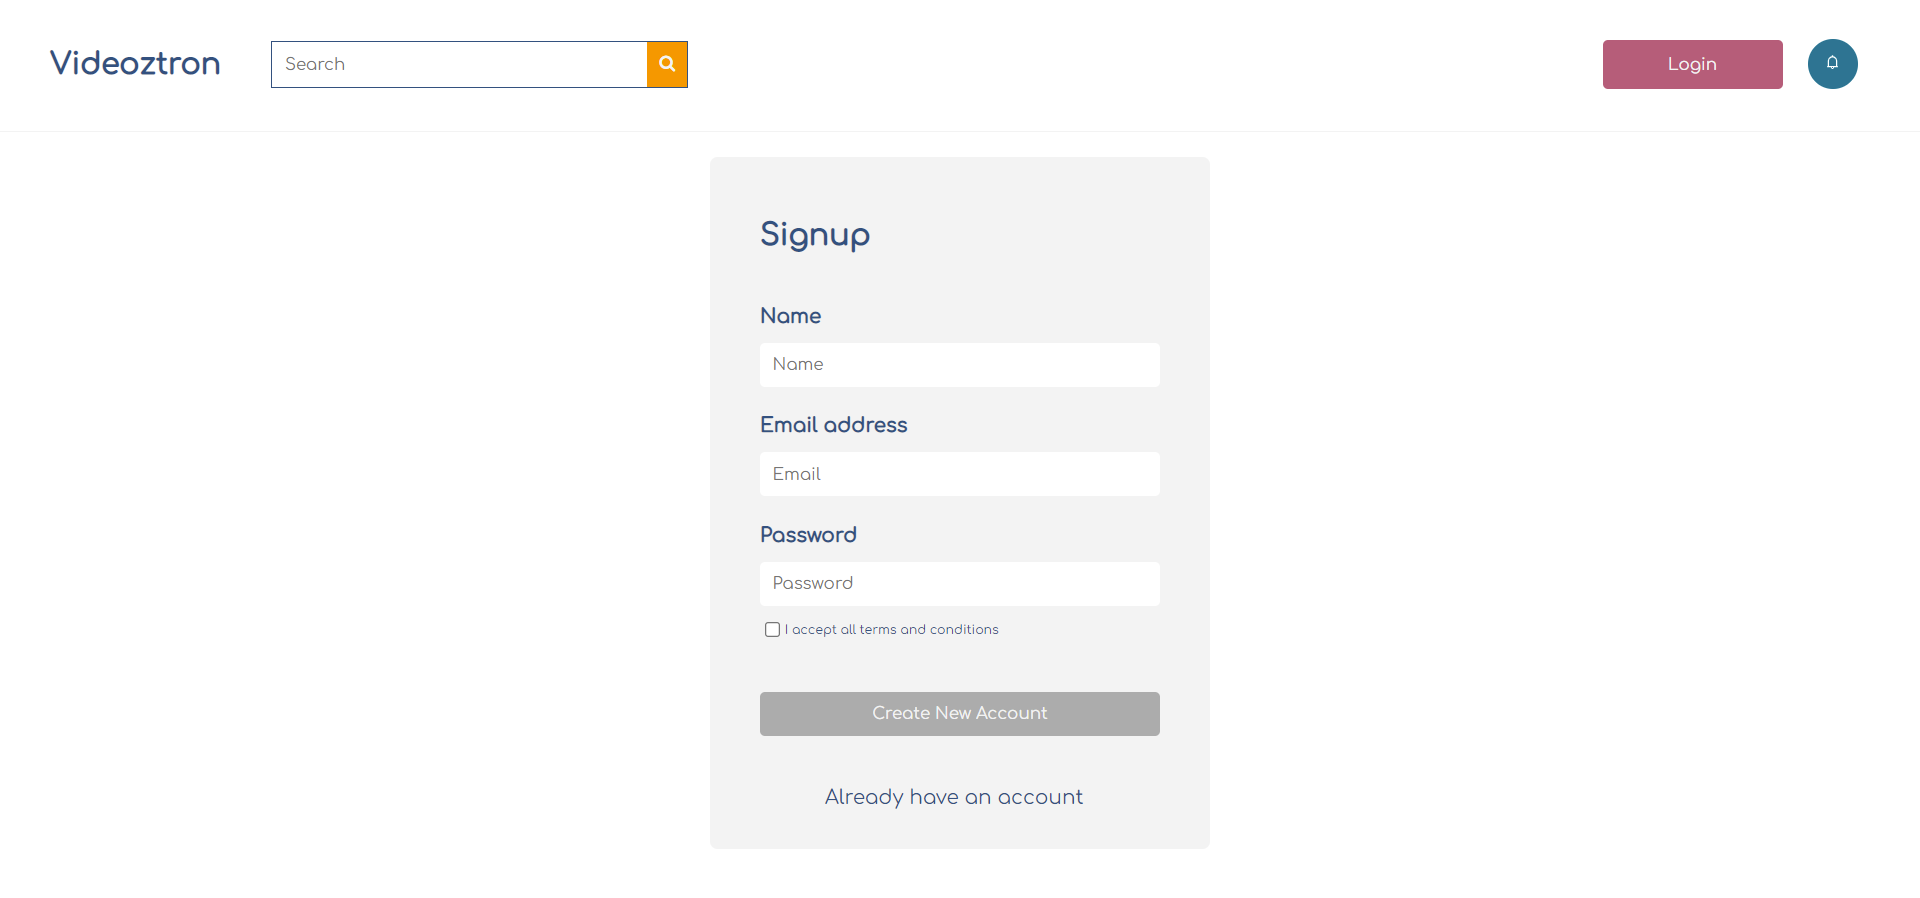 Videoztron
Search
Login
Signup
Name
Name
Email address
Email
Password
Password
I accept all terms and conditions
Create New Account
Already have an account